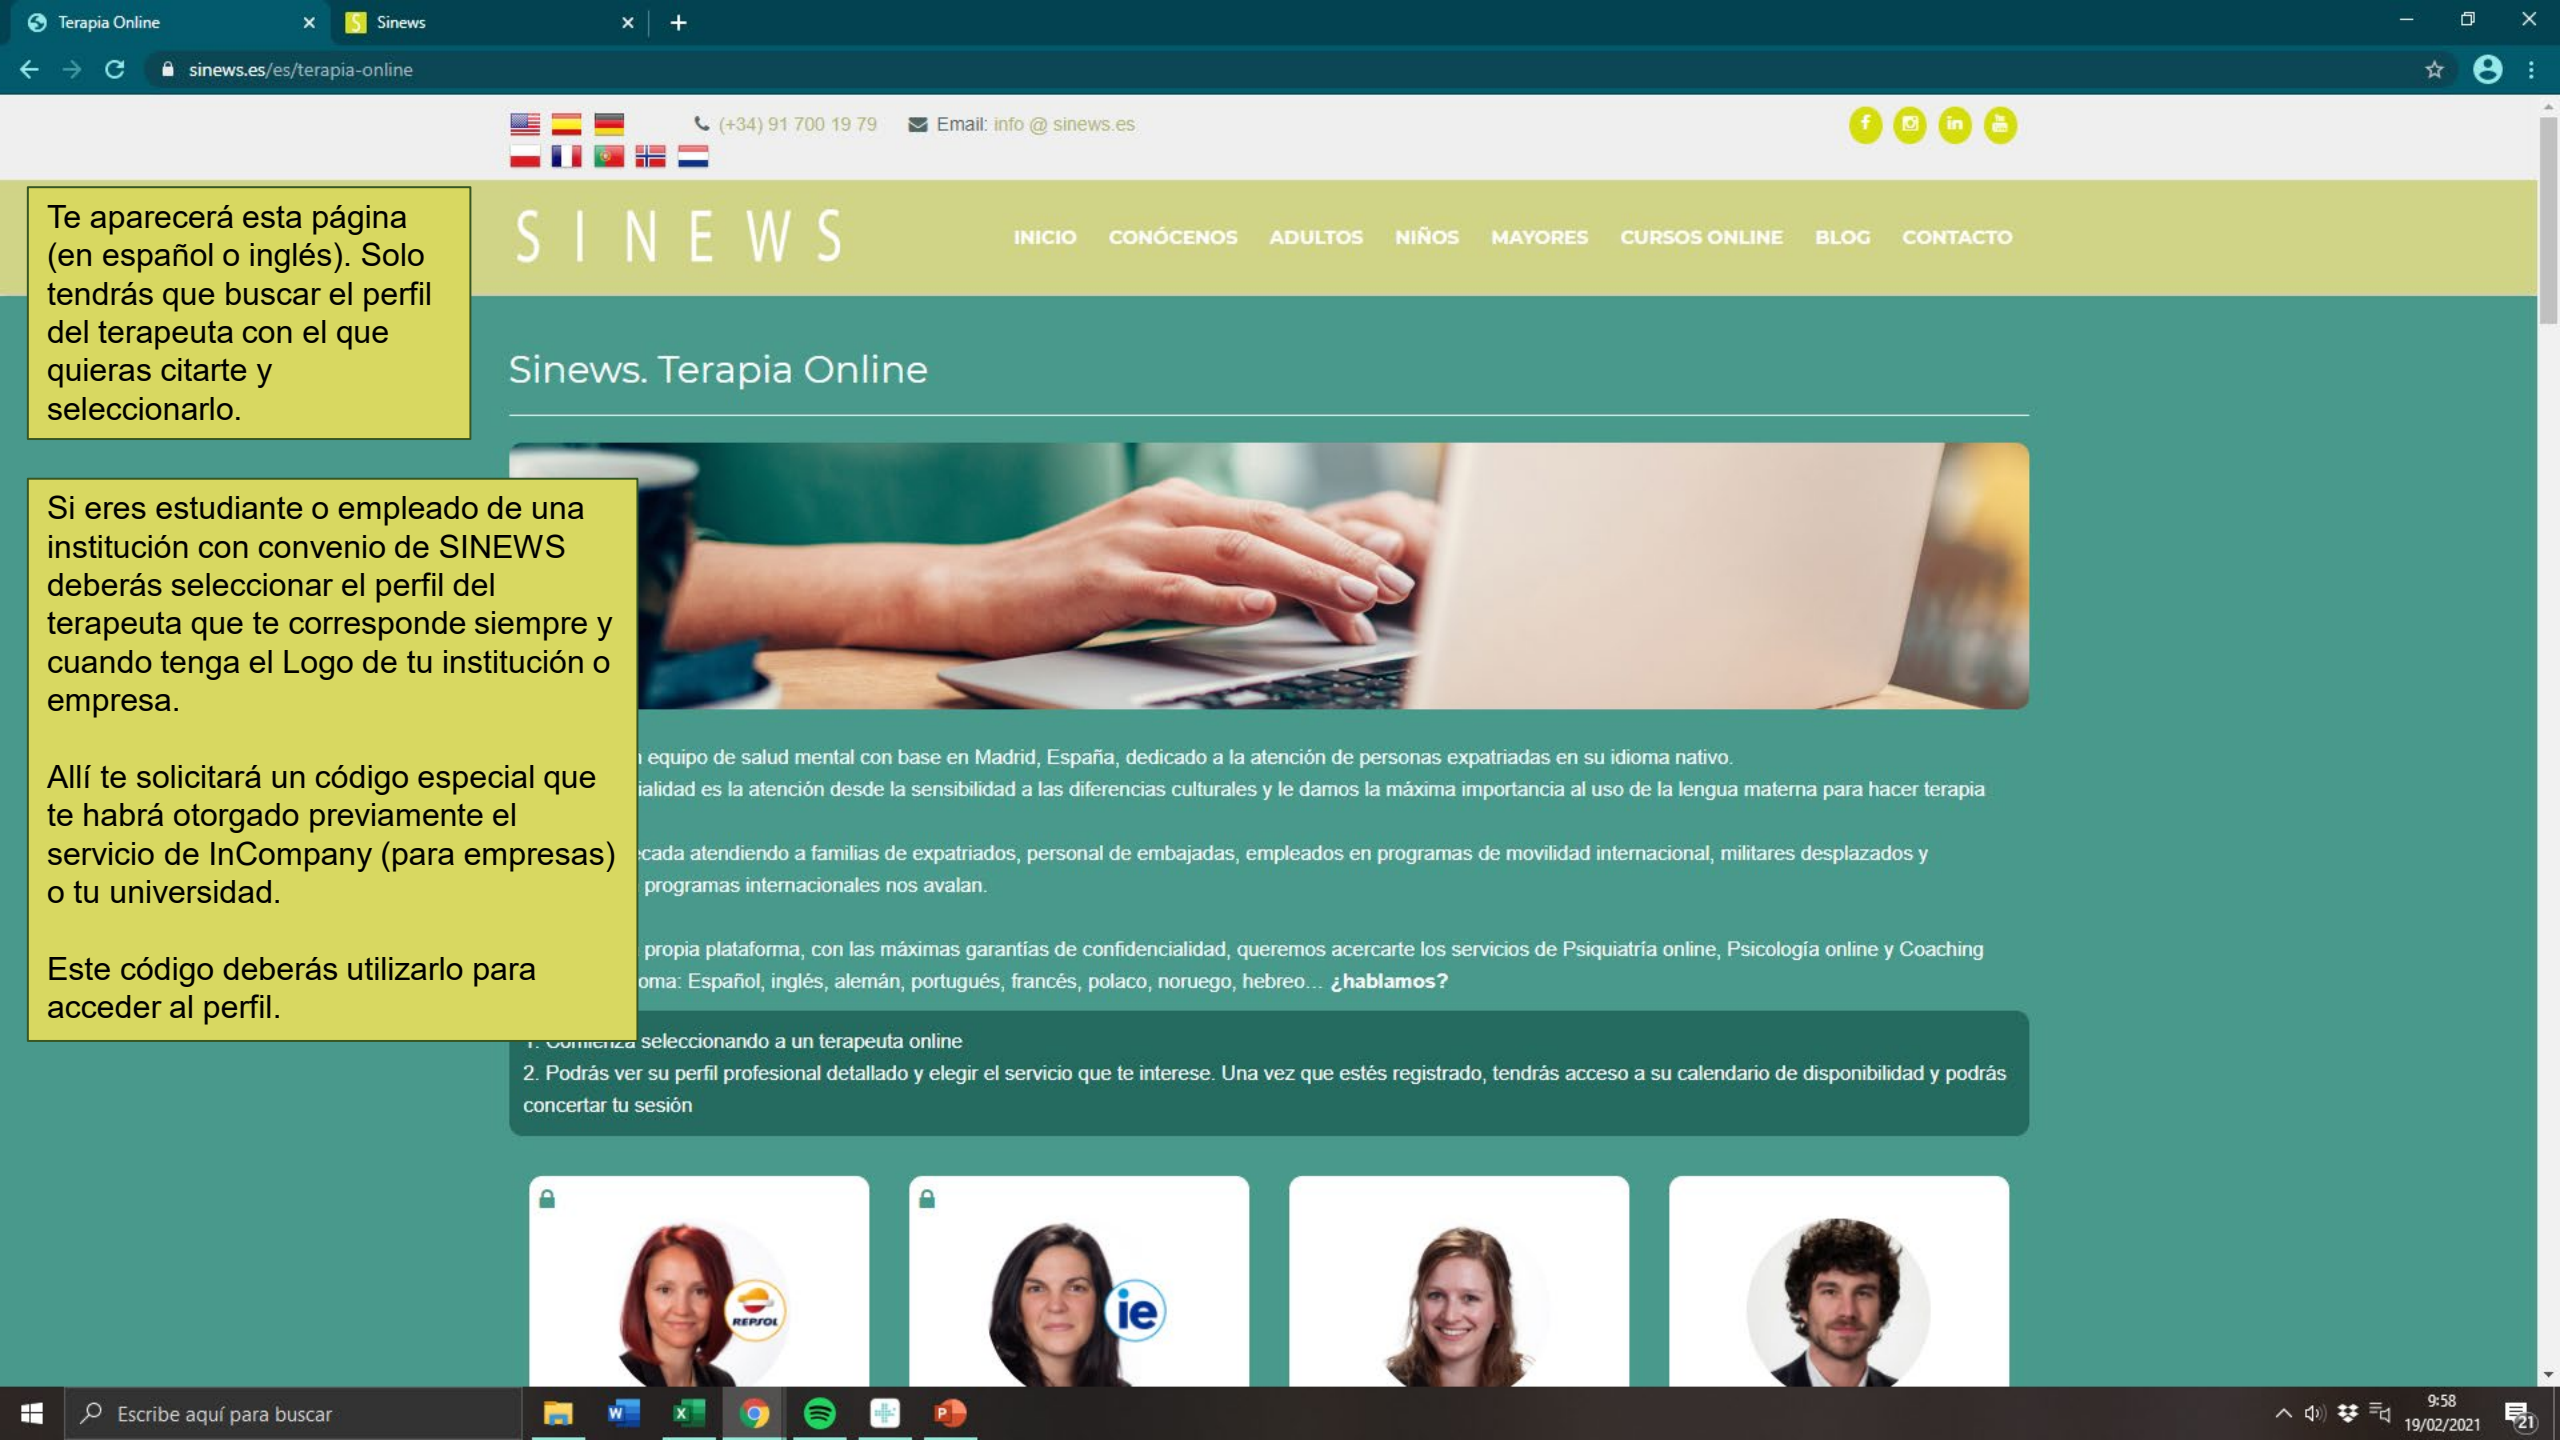 Terapia Online
Sinews
sinews.es/es/terapia-online
(+34) 91 700 19 79 Email: info @ sinews.es
SINEWS
INICIO CONÓCENOS ADULTOS NIÑOS MAYORES CURSOS ONLINE BLOG CONTACTO
Te aparecerá esta página
(en español o inglés). Solo
tendrás que buscar el perfil
del terapeuta con el que
quieras citarte y
seleccionarlo.
Sinews. Terapia Online
Si eres estudiante o empleado de una
institución con convenio de SINEWS
deberás seleccionar el perfil del
terapeuta que te corresponde siempre y
cuando tenga el Logo de tu institución o
empresa.
Allí te solicitará un código especial que
te habrá otorgado previamente el
servicio de InCompany (para empresas)
o tu universidad.
Este código deberás utilizarlo para
acceder al perfil.
equipo de salud mental con base en Madrid, España, dedicado a la atención de personas expatriadas en su idioma nativo.
ialidad es la atención desde la sensibilidad a las diferencias culturales y le damos la máxima importancia al uso de la lengua materna para hacer terapia
cada atendiendo a familias de expatriados, personal de embajadas, empleados en programas de movilidad internacional, militares desplazados y
programas internacionales nos avalan.
propia plataforma, con las máximas garantías de confidencialidad, queremos acercarte los servicios de Psiquiatría online, Psicología online y Coaching
oma: Español, inglés, alemán, portugués, francés, polaco, noruego, hebreo... ¿hablamos?
1. Comienza seleccionando a un terapeuta online
2. Podrás ver su perfil profesional detallado y elegir el servicio que te interese. Una vez que estés registrado, tendrás acceso a su calendario de disponibilidad y podrás
concertar tu sesión
REPSOL
ie
Escribe aquí para buscar
9:58
19/02/2021
21